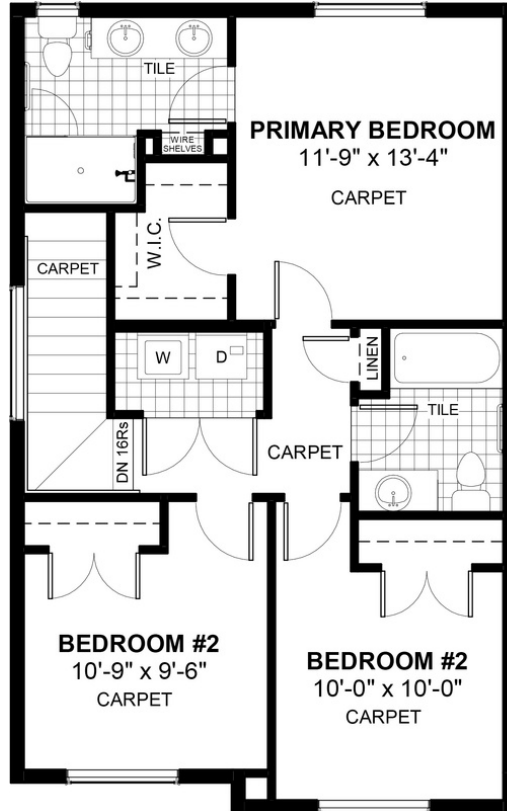 TILE
WIRE
SHELVES
PRIMARY BEDROOM
11'-9" x 13'-4"
CARPET
W.I.C.
CARPET
W
D
LINEN
TILE
DN 16Rs
CARPET
BEDROOM #2
10'-9" x 9'-6"
CARPET
BEDROOM #2
10'-0" x 10'-0"
CARPET